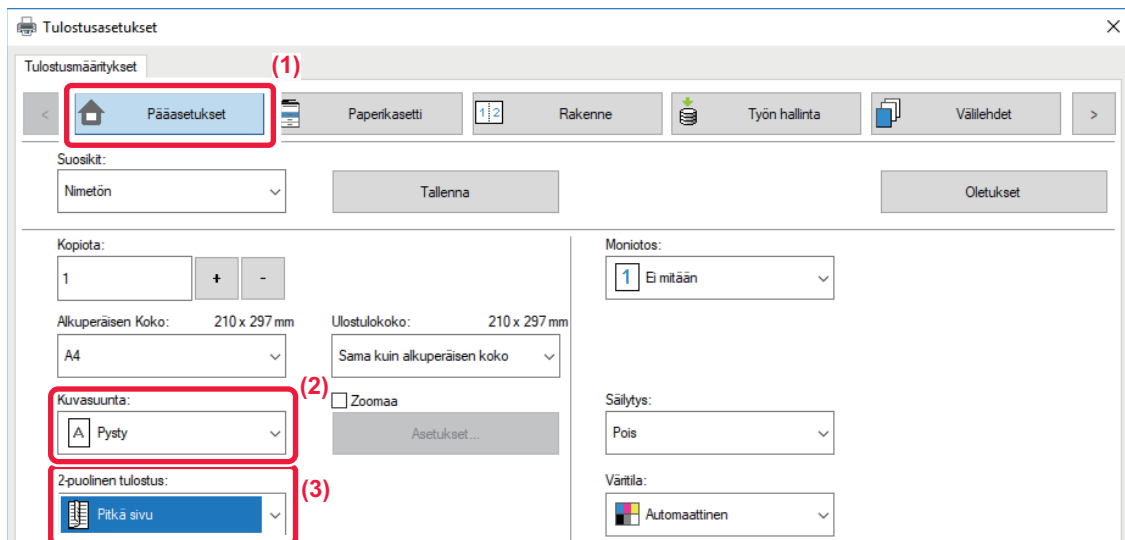 Tulostusasetukset
Tulostusmääritykset
(1)
< Pääasetukset Paperikasetti 1 2 Rakenne Työn hallinta Välilehdet >
Suosikit:
Nimetön Tallenna Oletukset
Kopiota: Moniotos:
1 + - 1 Ei mitään
Alkuperäisen Koko: 210 x 297 mm Ulostulokoko: 210 x 297 mm
A4 Sama kuin alkuperäisen koko
(2)
Kuvasuunta: Zoomaa Säilytys:
A Pysty Asetukset... Pois
2-puolinen tulostus: (3) Väritila:
Pitkä sivu Automaattinen